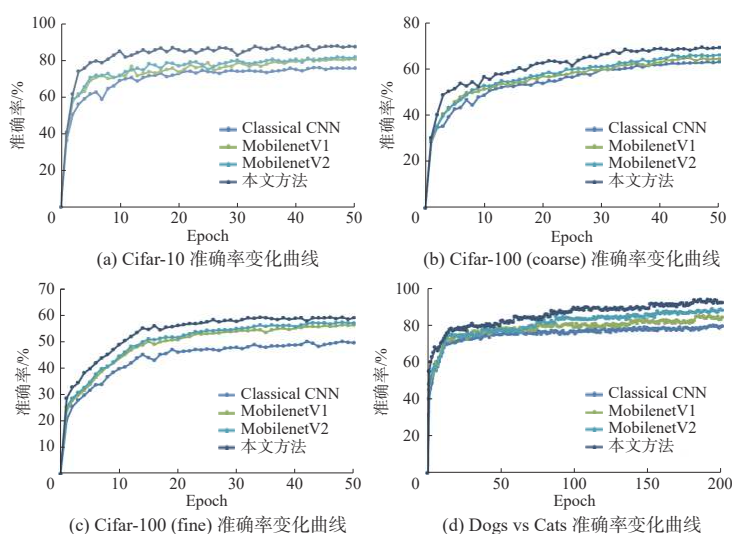 100
80
60
40
20
0 10 20 30 40 50
准确率/%
Epoch
Classical CNN
MobilenetV1
MobilenetV2
本文方法
(a) Cifar-10 准确率变化曲线
80
60
40
20
0 10 20 30 40 50
准确率/%
Epoch
Classical CNN
MobilenetV1
MobilenetV2
本文方法
(b) Cifar-100 (coarse) 准确率变化曲线
70
60
50
40
30
20
10
0 10 20 30 40 50
准确率/%
Epoch
Classical CNN
MobilenetV1
MobilenetV2
本文方法
(c) Cifar-100 (fine) 准确率变化曲线
100
80
60
40
20
0 50 100 150 200
准确率/%
Epoch
Classical CNN
MobilenetV1
MobilenetV2
本文方法
(d) Dogs vs Cats 准确率变化曲线